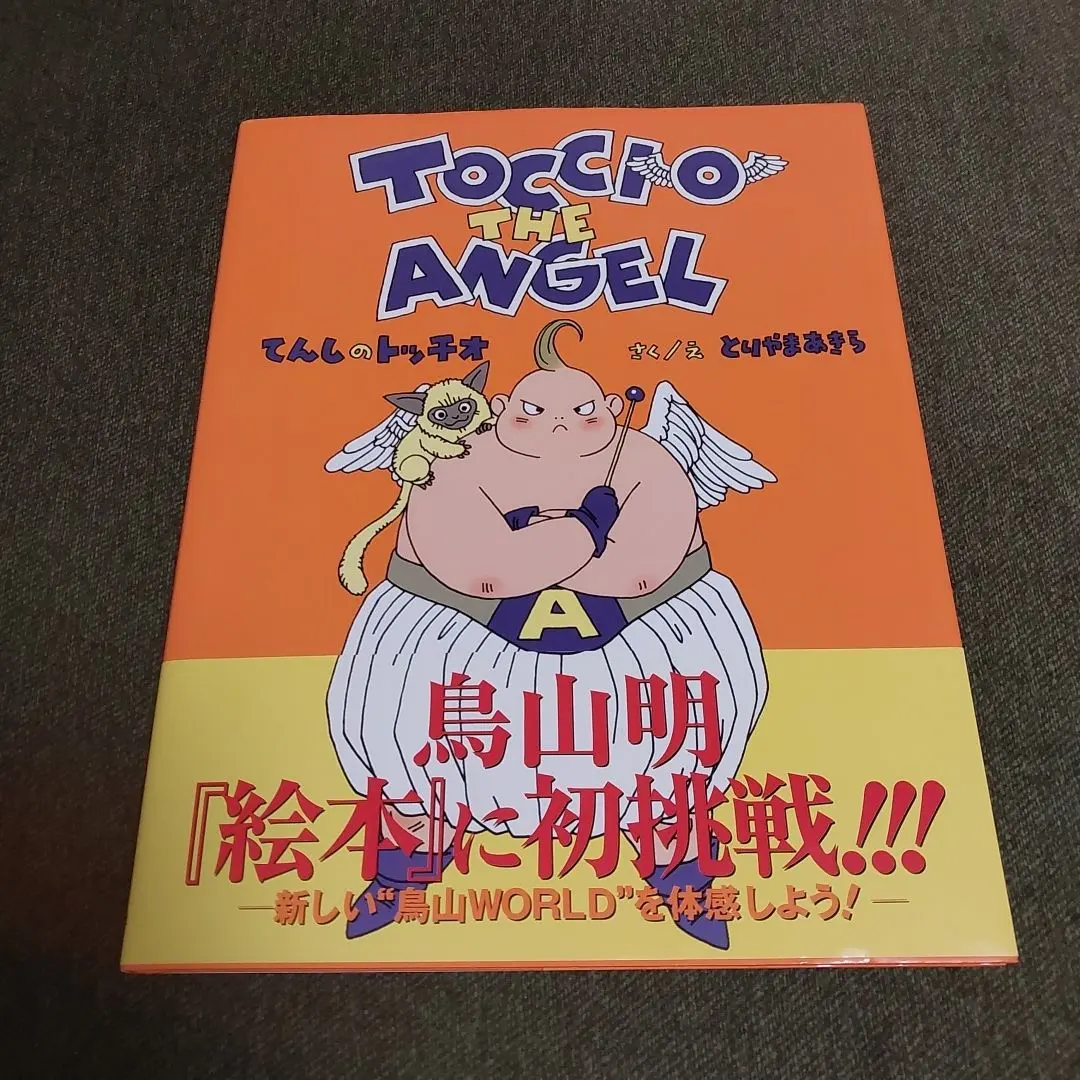 TOCCIO
THE
ANGEL
てんしのトッチオ
さく/え とりやまあきら
A
鳥山明
『絵本』に初挑戦!!!
—新しい“鳥山WORLD”を体感しよう!—